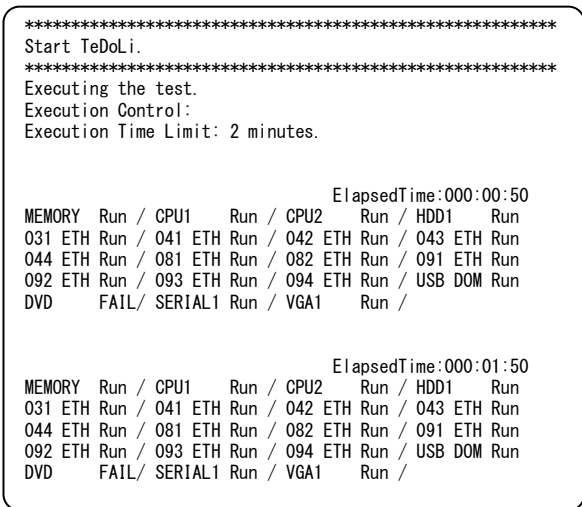 *********************************************************
Start TeDoLi.
*********************************************************
Executing the test.
Execution Control:
Execution Time Limit: 2 minutes.
ElapsedTime:000:00:50
MEMORY  Run / CPU1    Run / CPU2    Run / HDD1    Run
031 ETH Run / 041 ETH Run / 042 ETH Run / 043 ETH Run
044 ETH Run / 081 ETH Run / 082 ETH Run / 091 ETH Run
092 ETH Run / 093 ETH Run / 094 ETH Run / USB DOM Run
DVD     FAIL/ SERIAL1 Run / VGA1    Run /
ElapsedTime:000:01:50
MEMORY  Run / CPU1    Run / CPU2    Run / HDD1    Run
031 ETH Run / 041 ETH Run / 042 ETH Run / 043 ETH Run
044 ETH Run / 081 ETH Run / 082 ETH Run / 091 ETH Run
092 ETH Run / 093 ETH Run / 094 ETH Run / USB DOM Run
DVD     FAIL/ SERIAL1 Run / VGA1    Run /